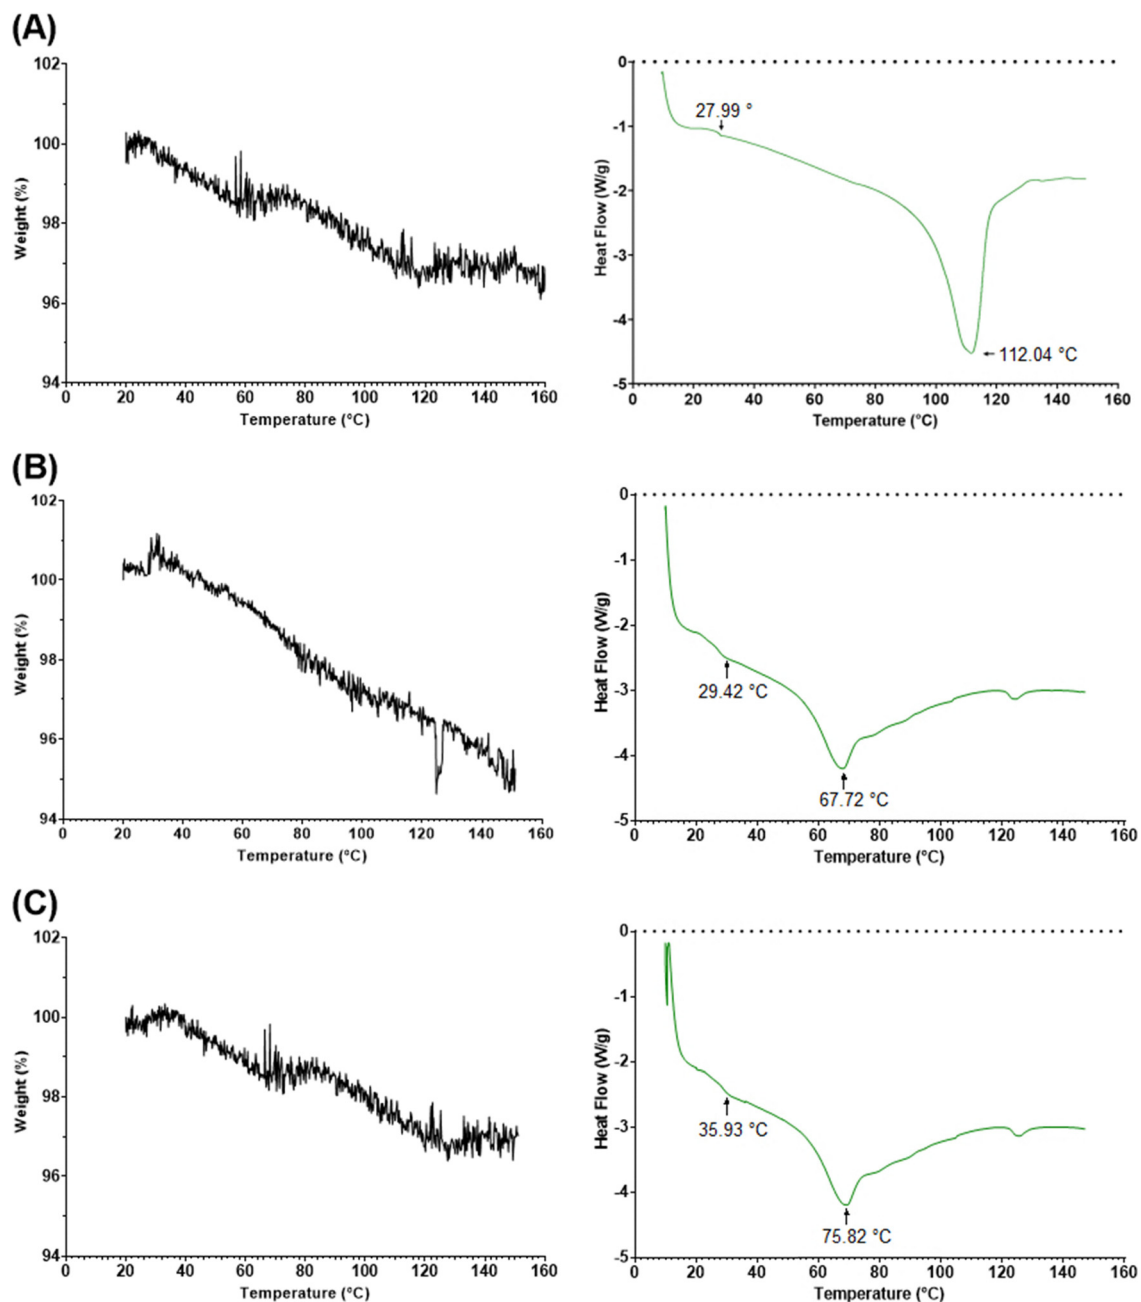 (A)
102
100
98
96
94
Weight (%)
0 20 40 60 80 100 120 140 160
Temperature (°C)
0
-1
-2
-3
-4
-5
Heat Flow (W/g)
27.99 °
112.04 °C
0 20 40 60 80 100 120 140 160
Temperature (°C)
(B)
102
100
98
96
94
Weight (%)
0 20 40 60 80 100 120 140 160
Temperature (°C)
0
-1
-2
-3
-4
-5
Heat Flow (W/g)
29.42 °C
67.72 °C
0 20 40 60 80 100 120 140 160
Temperature (°C)
(C)
102
100
98
96
94
Weight (%)
0 20 40 60 80 100 120 140 160
Temperature (°C)
0
-1
-2
-3
-4
-5
Heat Flow (W/g)
35.93 °C
75.82 °C
0 20 40 60 80 100 120 140 160
Temperature (°C)